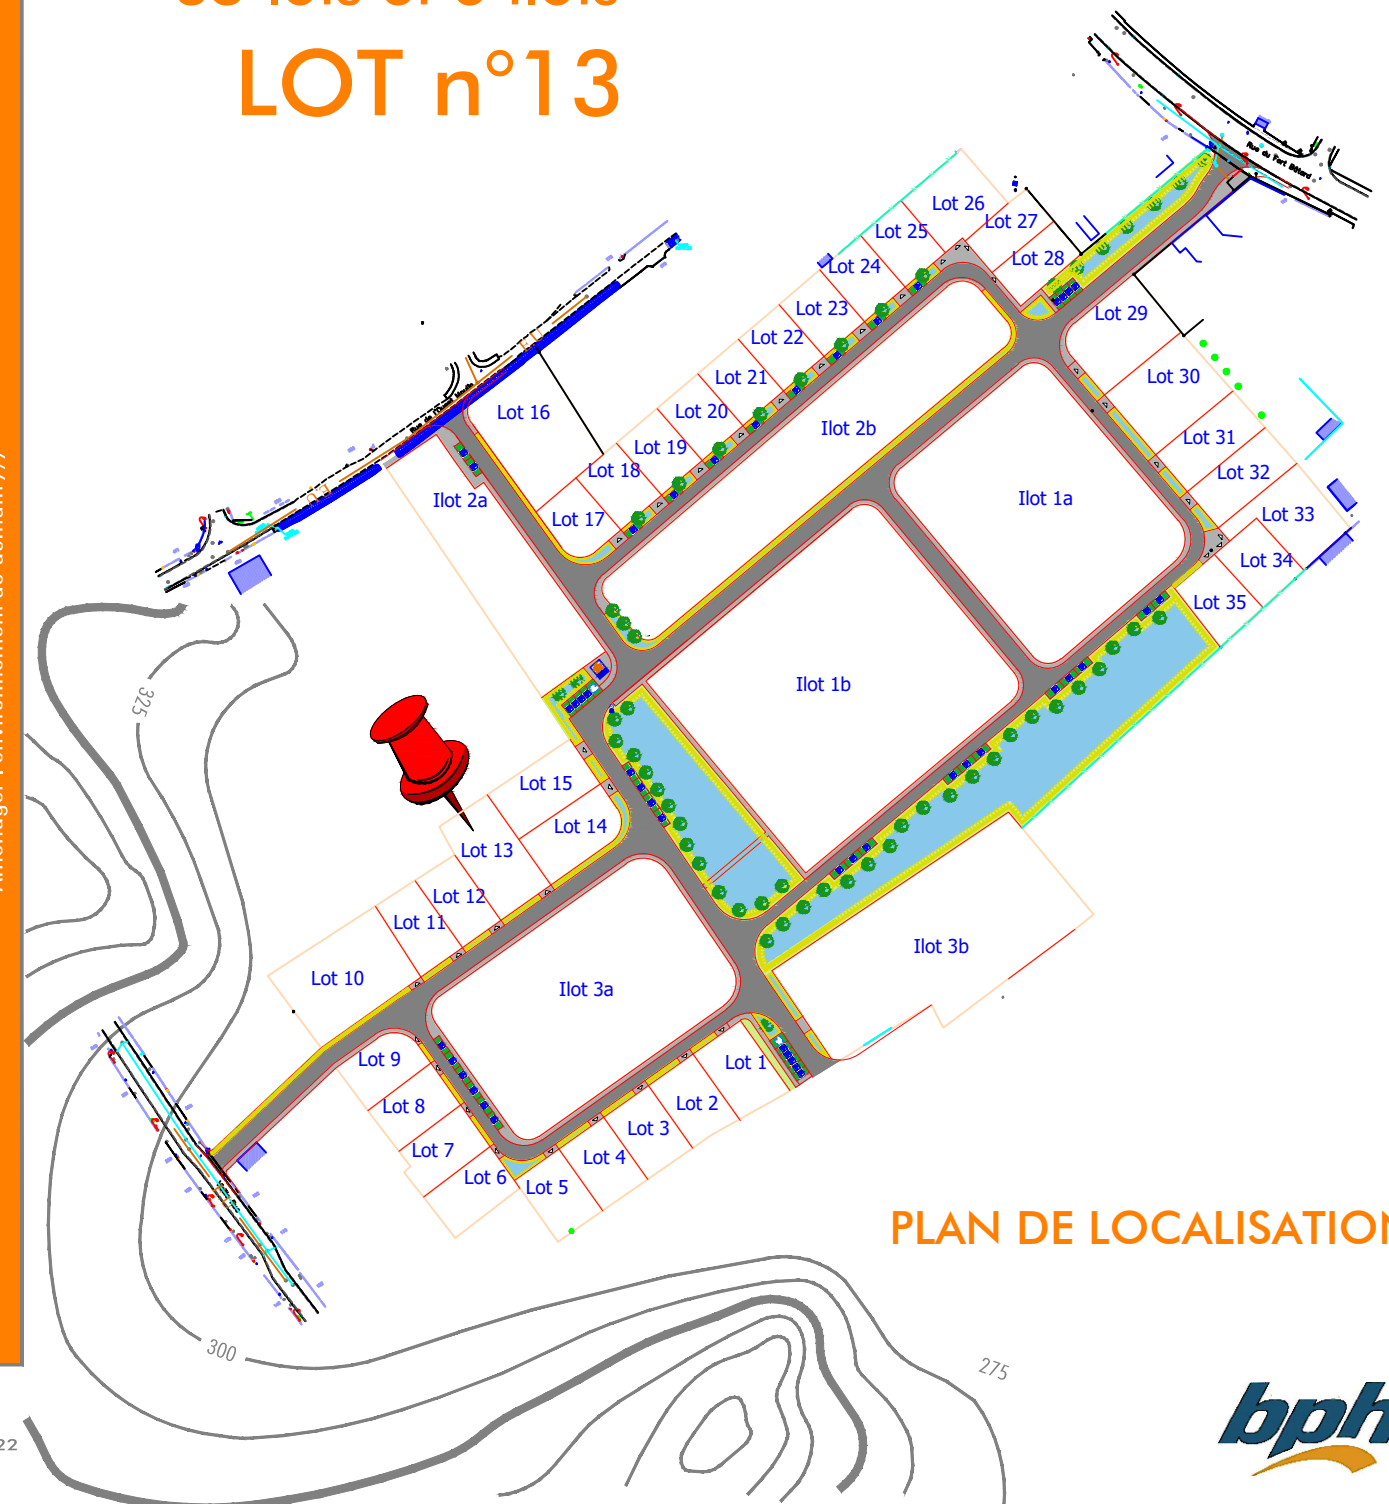 LOT n°13
Rue du Fort Bétard
Lot 26
Lot 27
Lot 25
Lot 28
Lot 24
Lot 23
Lot 29
Lot 22
Lot 21
Lot 30
Lot 20
Lot 16
Ilot 2b
Lot 31
Lot 19
Lot 18
Lot 32
Ilot 2a
Ilot 1a
Lot 33
Lot 17
Lot 34
Lot 35
325
Ilot 1b
Lot 15
Lot 14
Lot 13
Lot 12
Lot 11
Ilot 3b
Lot 10
Ilot 3a
Lot 9
Lot 1
Lot 8
Lot 2
Lot 3
Lot 7
Lot 4
Lot 6
Lot 5
PLAN DE LOCALISATION
300
275
bph
22